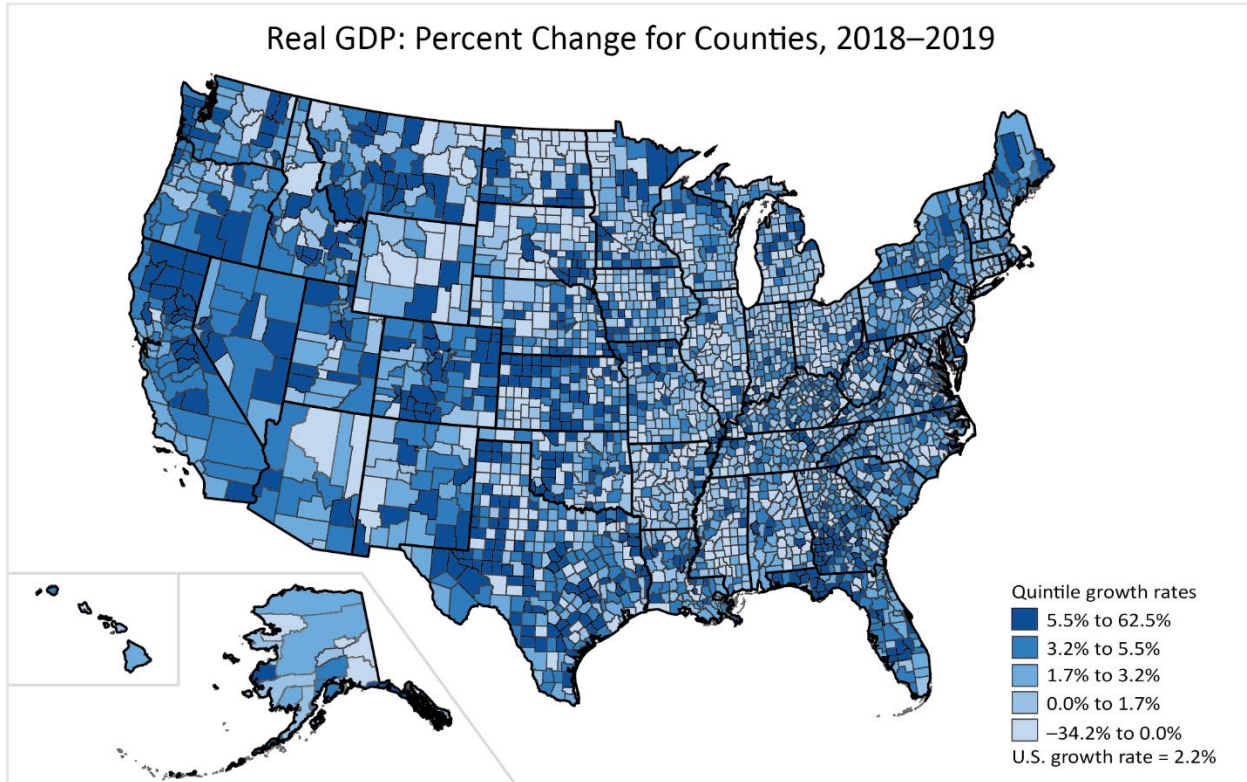 Real GDP: Percent Change for Counties, 2018–2019
Quintile growth rates
5.5% to 62.5%
3.2% to 5.5%
1.7% to 3.2%
0.0% to 1.7%
–34.2% to 0.0%
U.S. growth rate = 2.2%